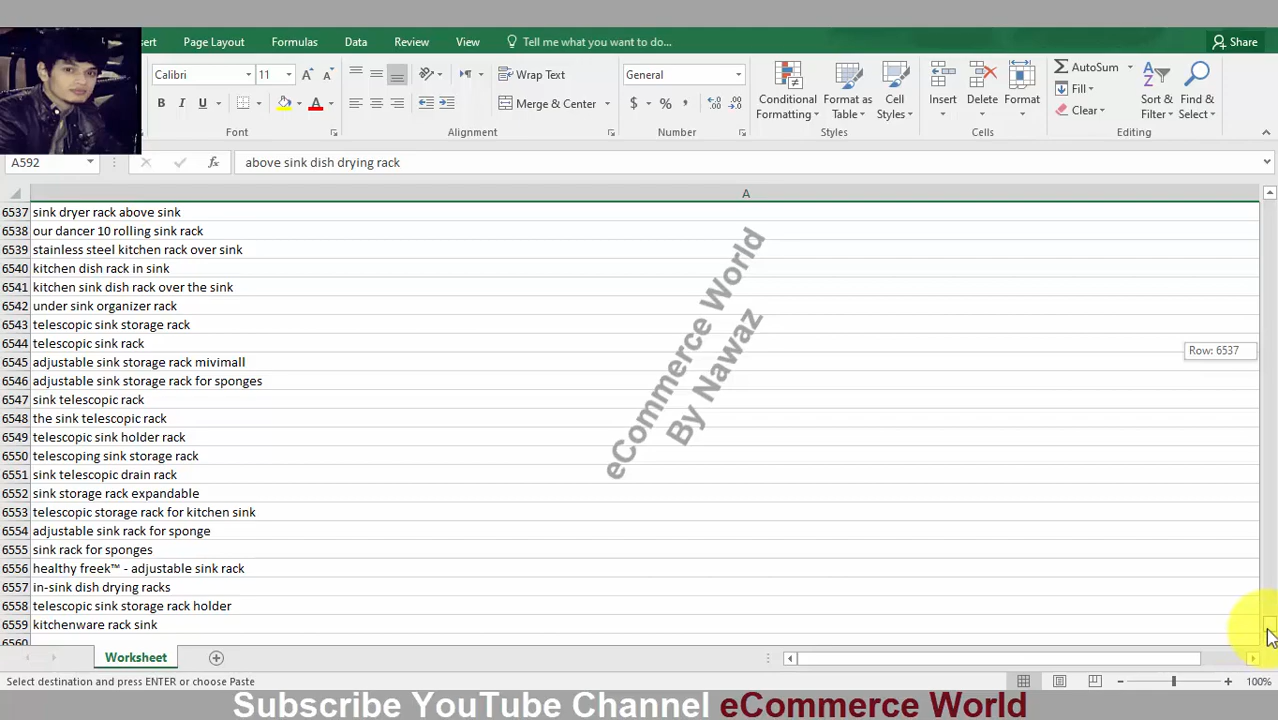 sert Page Layout Formulas Data Review View Tell me what you want to do... Share
Calibri 11 A A Wrap Text General AutoSum
B I U A Merge & Center $ % , Conditional Formatting Format as Table Cell Styles Insert Delete Format Fill Clear Sort & Filter Find & Select
Font Alignment Number Styles Cells Editing
A592 fx above sink dish drying rack
A
6537 sink dryer rack above sink
6538 our dancer 10 rolling sink rack
6539 stainless steel kitchen rack over sink
6540 kitchen dish rack in sink
6541 kitchen sink dish rack over the sink
6542 under sink organizer rack
6543 telescopic sink storage rack
6544 telescopic sink rack
Row: 6537
6545 adjustable sink storage rack mivimall
6546 adjustable sink storage rack for sponges
6547 sink telescopic rack
6548 the sink telescopic rack
6549 telescopic sink holder rack
6550 telescoping sink storage rack
6551 sink telescopic drain rack
6552 sink storage rack expandable
6553 telescopic storage rack for kitchen sink
6554 adjustable sink rack for sponge
6555 sink rack for sponges
6556 healthy freek™ - adjustable sink rack
6557 in-sink dish drying racks
6558 telescopic sink storage rack holder
6559 kitchenware rack sink
6560
eCommerce World
By Nawaz
Worksheet
Select destination and press ENTER or choose Paste 100%
Subscribe YouTube Channel eCommerce World